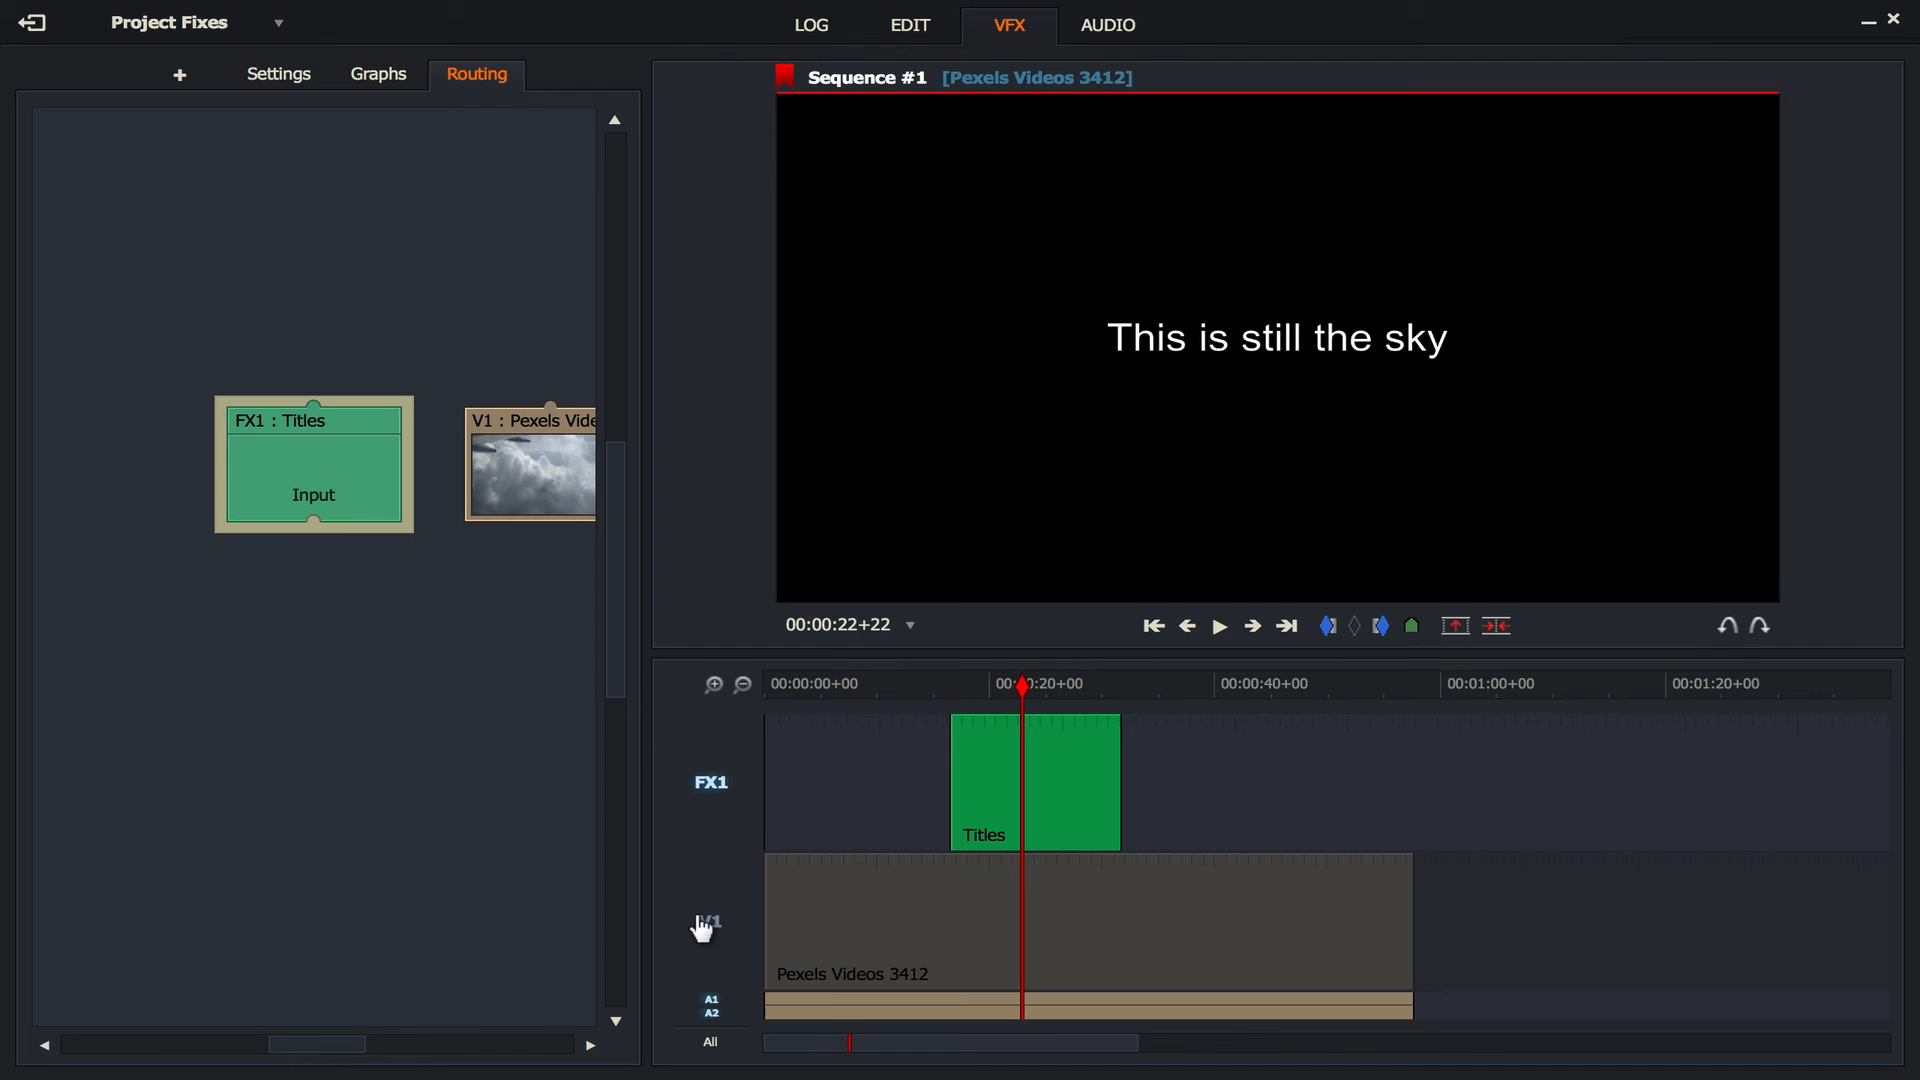 Project Fixes
LOG
EDIT
VFX
AUDIO
+
Settings
Graphs
Routing
Sequence #1 [Pexels Videos 3412]
This is still the sky
FX1 : Titles
Input
V1 : Pexels Vide
00:00:22+22
00:00:00+00
00:00:40+00
00:01:00+00
00:01:20+00
FX1
Titles
Pexels Videos 3412
A1
A2
All